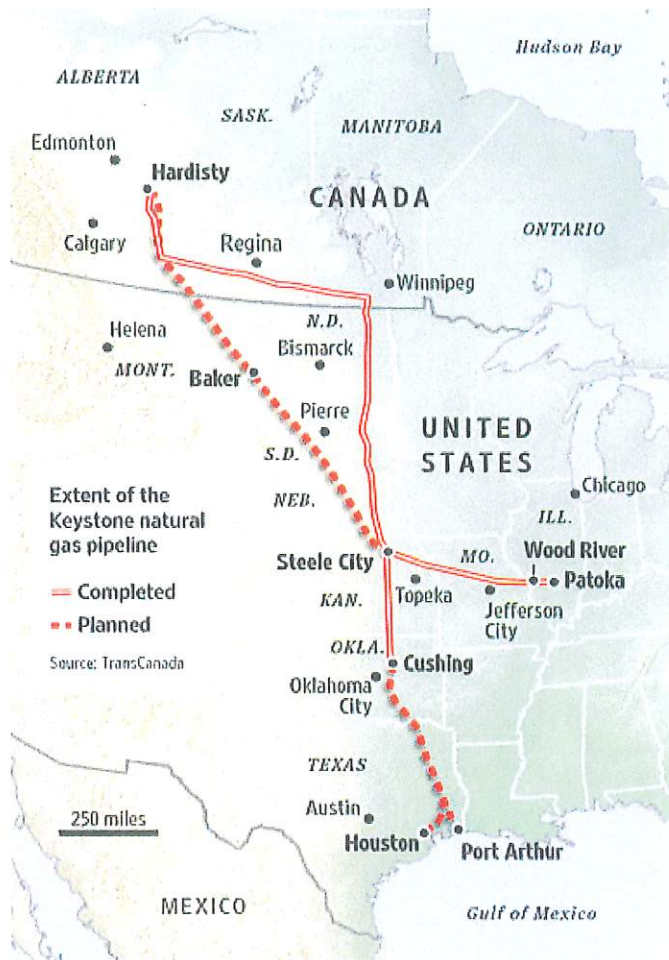 Hudson Bay
ALBERTA
SASK.
MANITOBA
Edmonton
Hardisty
CANADA
ONTARIO
Calgary
Regina
Winnipeg
N.D.
Helena
Bismarck
MONT.
Baker
Pierre
UNITED
STATES
S.D.
Chicago
NEB.
ILL.
Extent of the
Keystone natural
gas pipeline
Completed
Planned
Source: TransCanada
Steele City
MO.
Wood River
Patoka
KAN.
Topeka
Jefferson
City
OKLA.
Cushing
Oklahoma
City
TEXAS
250 miles
Austin
Houston
Port Arthur
MEXICO
Gulf of Mexico